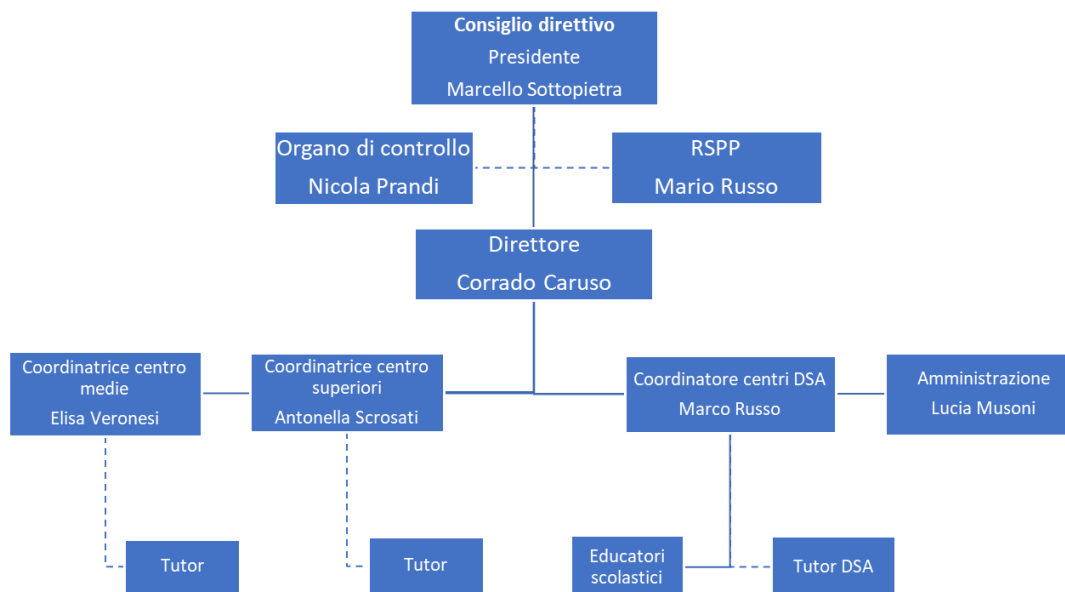 Consiglio direttivo
Presidente
Marcello Sottopietra
Organo di controllo
Nicola Prandi
RSPP
Mario Russo
Direttore
Corrado Caruso
Coordinatrice centro
medie
Elisa Veronesi
Coordinatrice centro
superiori
Antonella Scrosati
Coordinatore centri DSA
Marco Russo
Amministrazione
Lucia Musoni
Tutor
Tutor
Educatori
scolastici
Tutor DSA